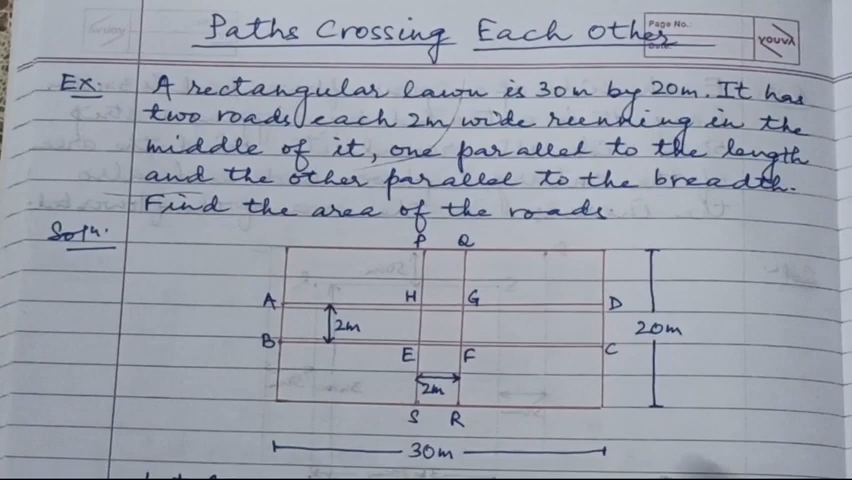 Paths Crossing Each Other
Page No.
Date:
YOUVA
Ex. A rectangular lawn is 30m by 20m. It has
two roads each 2m wide running in the
middle of it, one parallel to the length
and the other parallel to the breadth.
Find the area of the roads.
Soln.
P Q
A H G D
2m 20m
B E F C
2m
S R
30m